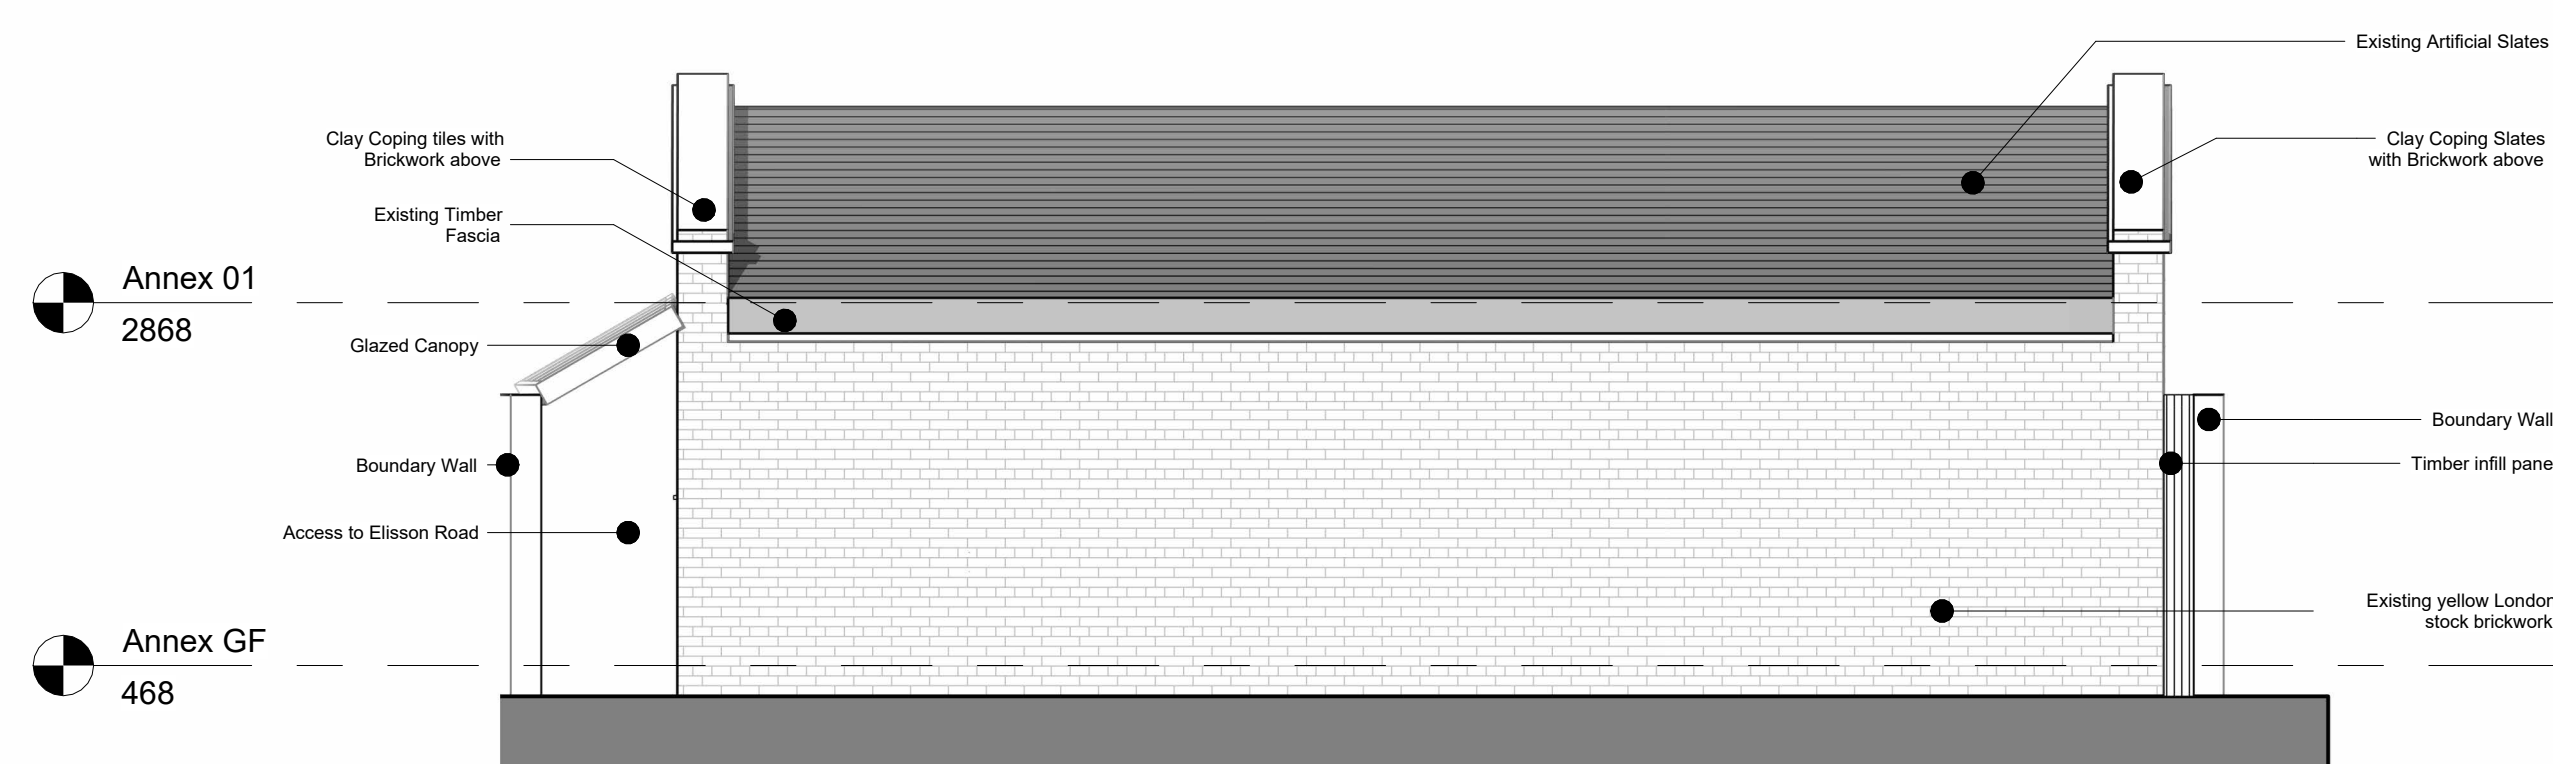 Existing Artificial Slates
Clay Coping tiles with
Brickwork above
Clay Coping Slates
with Brickwork above
Existing Timber
Fascia
Annex 01
2868
Glazed Canopy
Boundary Wall
Boundary Wall
Timber infill pane
Access to Elisson Road
Existing yellow London
stock brickwork
Annex GF
468